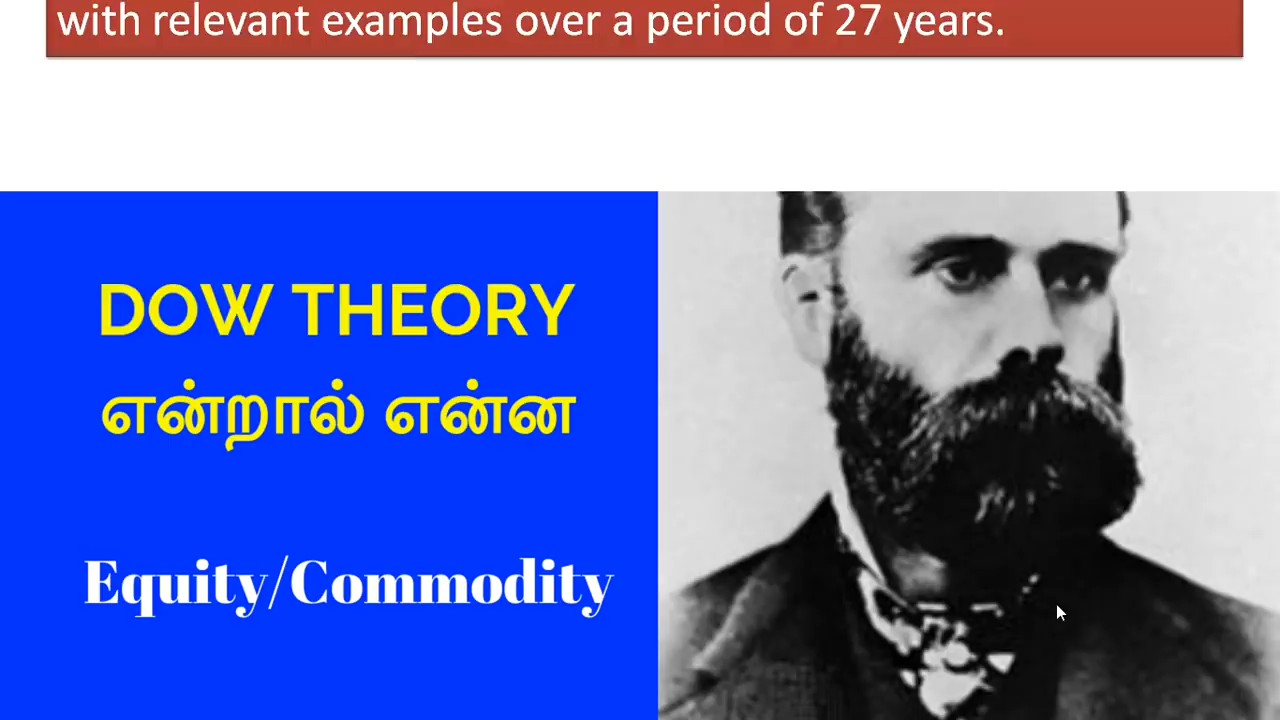 with relevant examples over a period of 27 years.
DOW THEORY
என்றால் என்ன
Equity/Commodity